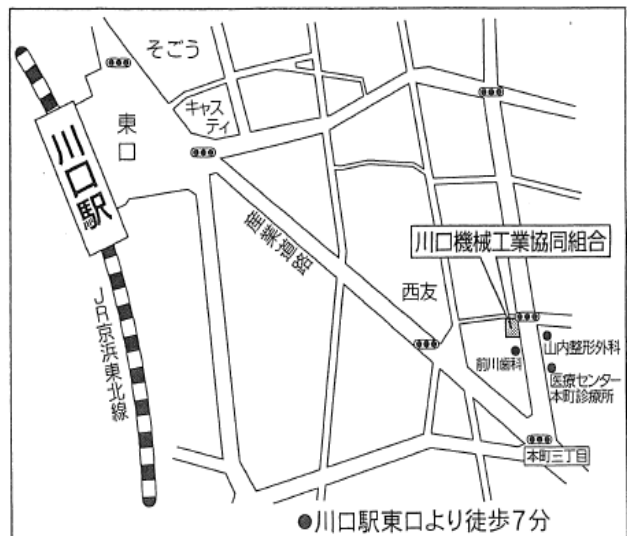 そごう
キャス
ティ
東口
川口駅
産業道路
川口機械工業協同組合
西友
JR京浜東北線
前川歯科
山内整形外科
医療センター
本町診療所
本町三丁目
●川口駅東口より徒歩7分